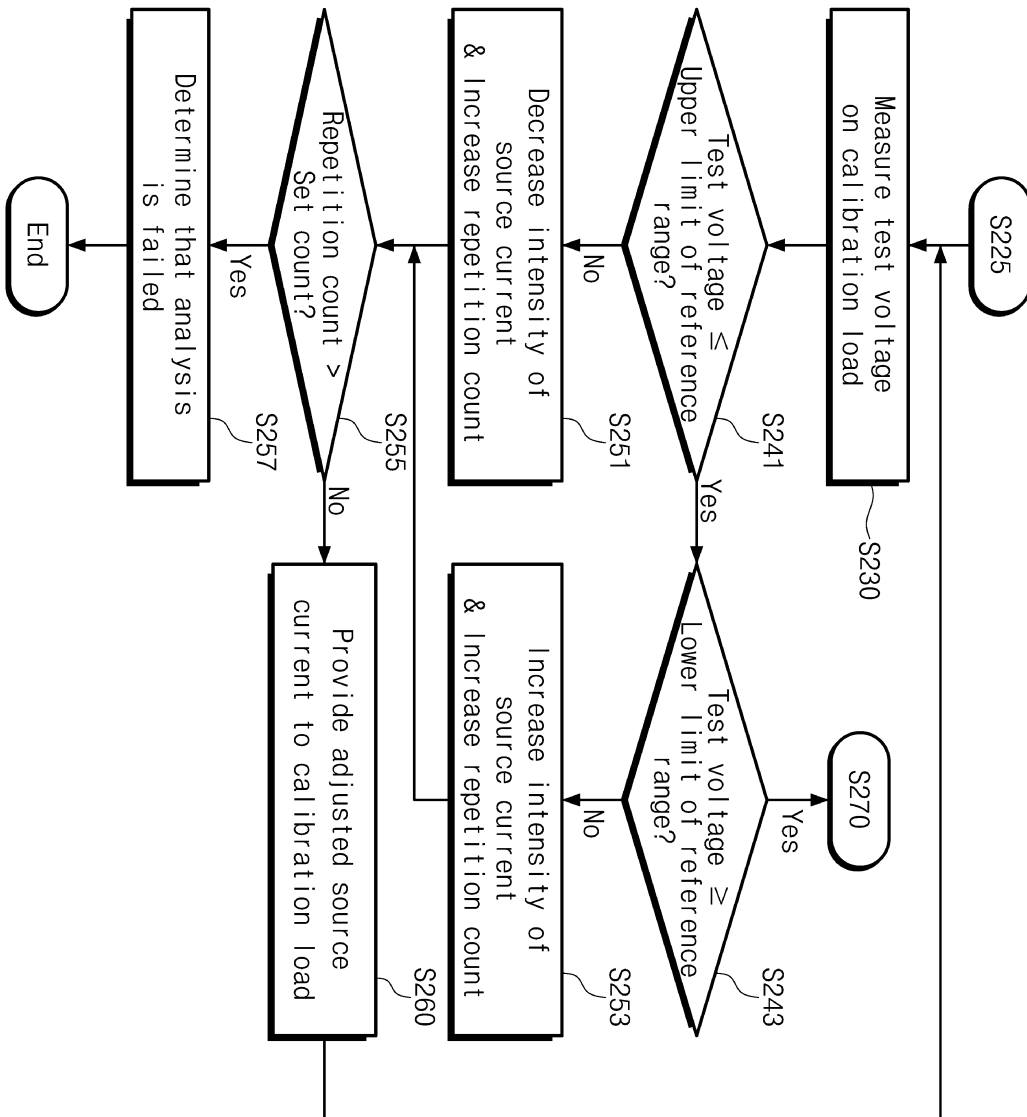 S225
Measure test voltage
on calibration load
S230
Test voltage ≤
Upper limit of reference
range?
S241
Yes
No
Test voltage ≥
Lower limit of reference
range?
S243
Yes
S270
No
Decrease intensity of
source current
& Increase repetition count
S251
Increase intensity of
source current
& Increase repetition count
S253
Repetition count >
Set count?
S255
No
Yes
Provide adjusted source
current to calibration load
S260
Determine that analysis
is failed
S257
End